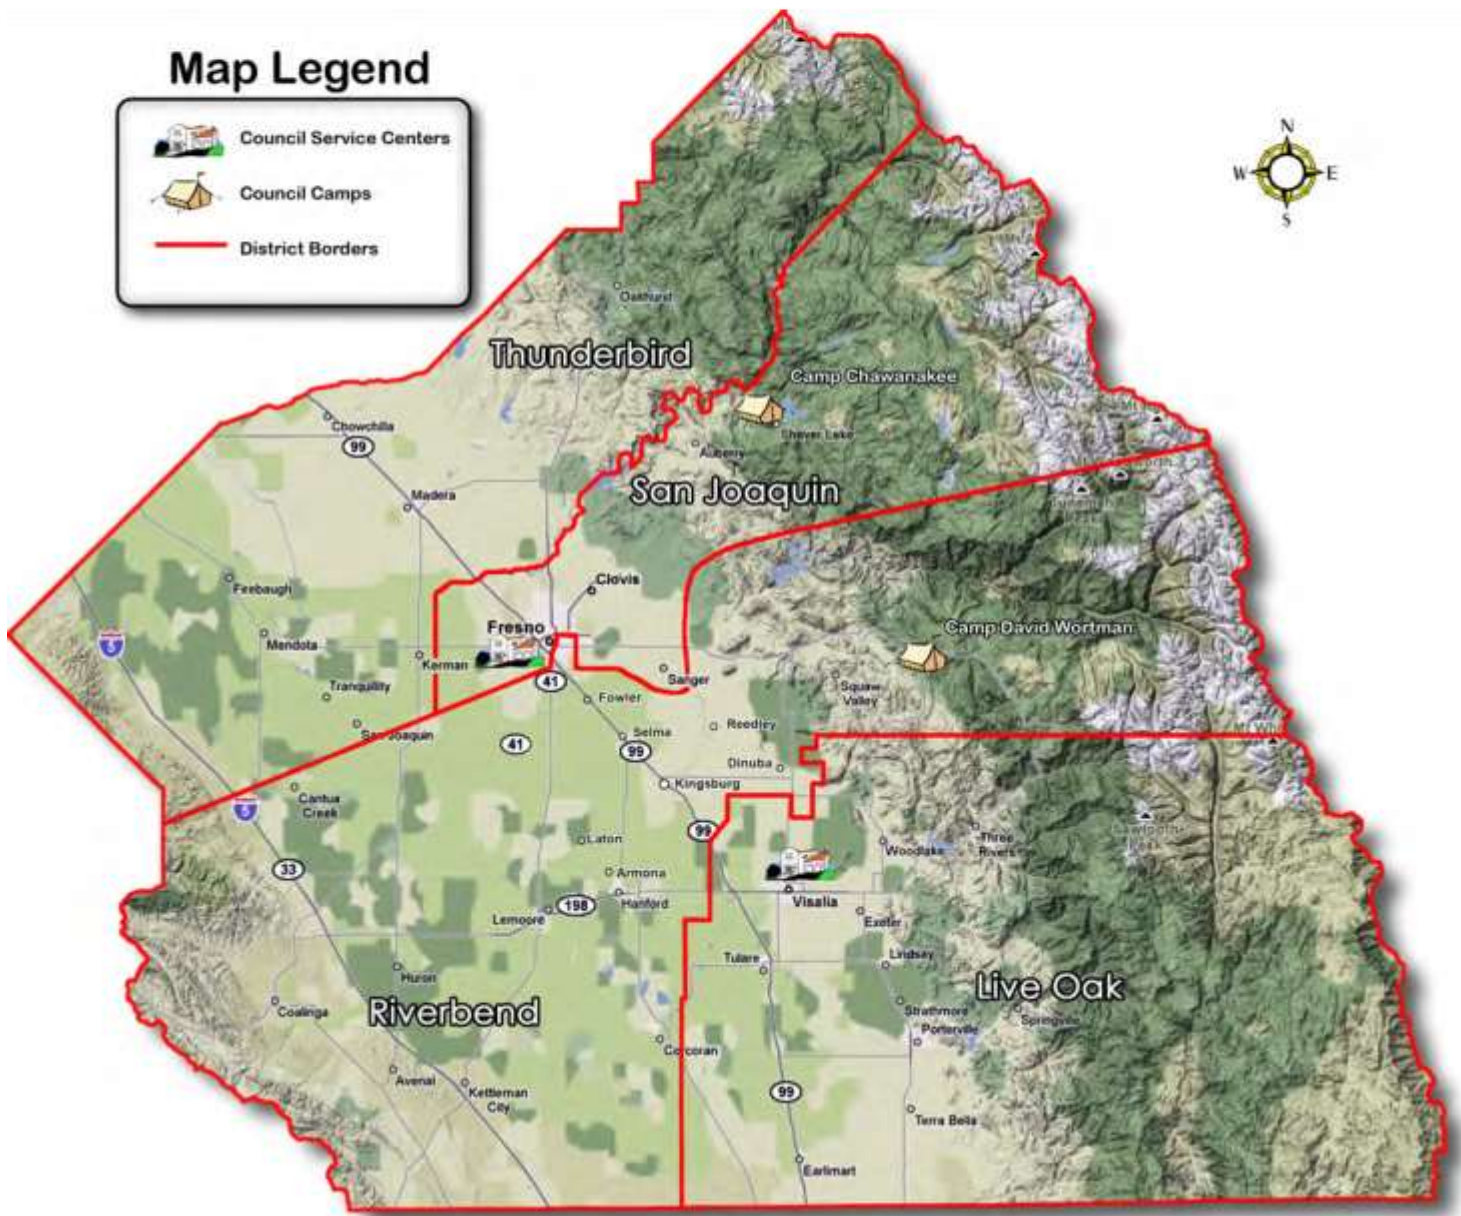 Map Legend
Council Service Centers
Council Camps
District Borders
N
W
E
S
Oakhurst
Thunderbird
Camp Chawanakee
Shaver Lake
Chowchilla
99
Auberry
San Joaquin
Madera
Feebaugh
Clovis
Fresno
Mendota
5
Kerman
Camp David Wortman
Sanger
41
Squaw
Valley
Tranquility
Fowler
San Joaquin
41
Selma
99
Reedley
Dinuba
Kingsburg
Cantua
Creek
5
99
Laton
Woodlake
Three
Rivers
33
Armona
Hanford
198
Lemoore
Visalia
Exeter
Tulare
Lindsay
Huron
Live Oak
Coalinga
Riverbend
Strathmore
Springville
Porterville
Corcoran
Avenal
Kettleman
City
99
Terra Bella
Earlimart